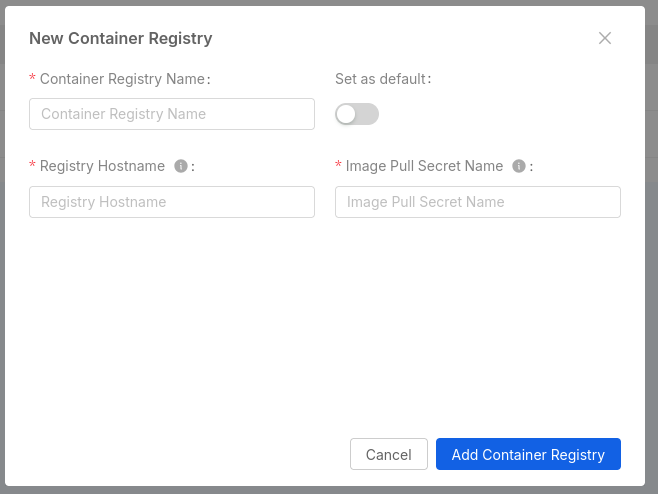 New Container Registry
* Container Registry Name:
Set as default:
Container Registry Name
* Registry Hostname i :
* Image Pull Secret Name i :
Registry Hostname
Image Pull Secret Name
Cancel
Add Container Registry